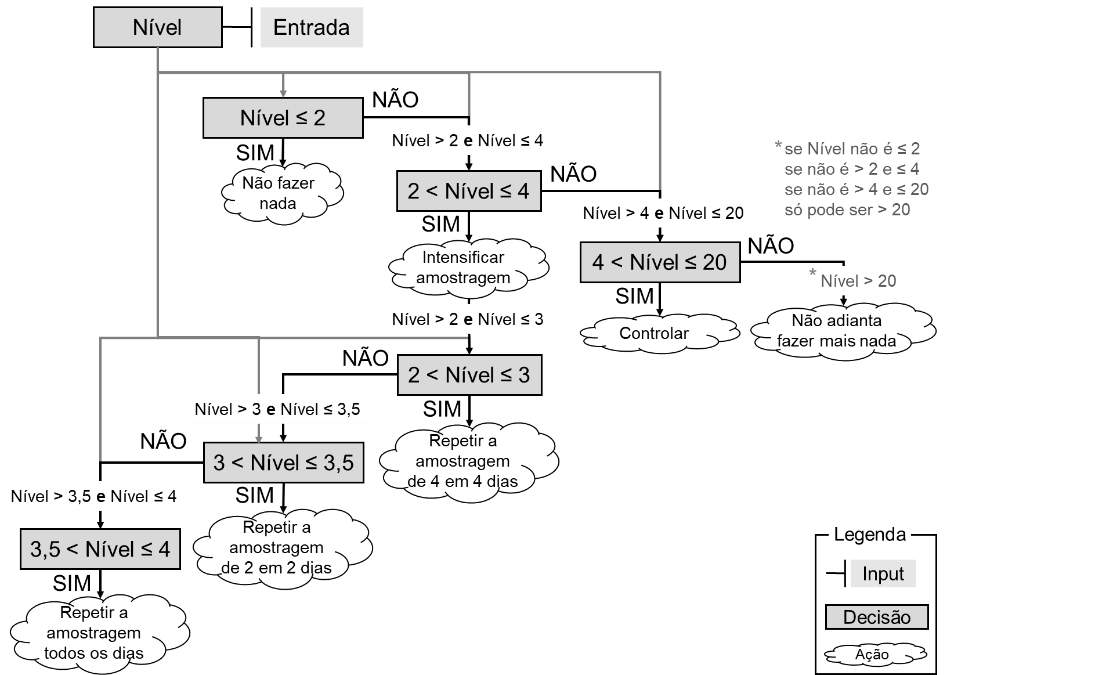 Nível
Entrada
Nível ≤ 2
NÃO
SIM
Não fazer
nada
Nível > 2 e Nível ≤ 4
2 < Nível ≤ 4
NÃO
SIM
Intensificar
amostragem
Nível > 4 e Nível ≤ 20
4 < Nível ≤ 20
NÃO
SIM
Controlar
* se Nível não é ≤ 2
se não é > 2 e ≤ 4
se não é > 4 e ≤ 20
só pode ser > 20
* Nível > 20
Não adianta
fazer mais nada
Nível > 2 e Nível ≤ 3
2 < Nível ≤ 3
NÃO
SIM
Repetir a
amostragem
de 4 em 4 dias
Nível > 3 e Nível ≤ 3,5
3 < Nível ≤ 3,5
NÃO
SIM
Repetir a
amostragem
de 2 em 2 dias
Nível > 3,5 e Nível ≤ 4
3,5 < Nível ≤ 4
SIM
Repetir a
amostragem
todos os dias
Legenda
Input
Decisão
Ação